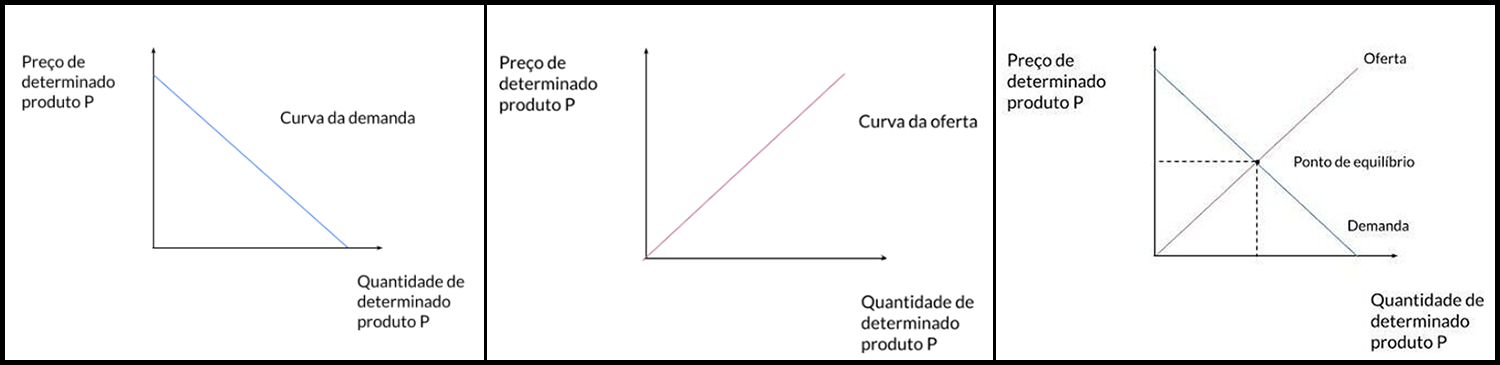 Preço de
determinado
produto P
Curva da demanda
Quantidade de
determinado
produto P
Preço de
determinado
produto P
Curva da oferta
Quantidade de
determinado
produto P
Preço de
determinado
produto P
Oferta
Ponto de equilíbrio
Demanda
Quantidade de
determinado
produto P